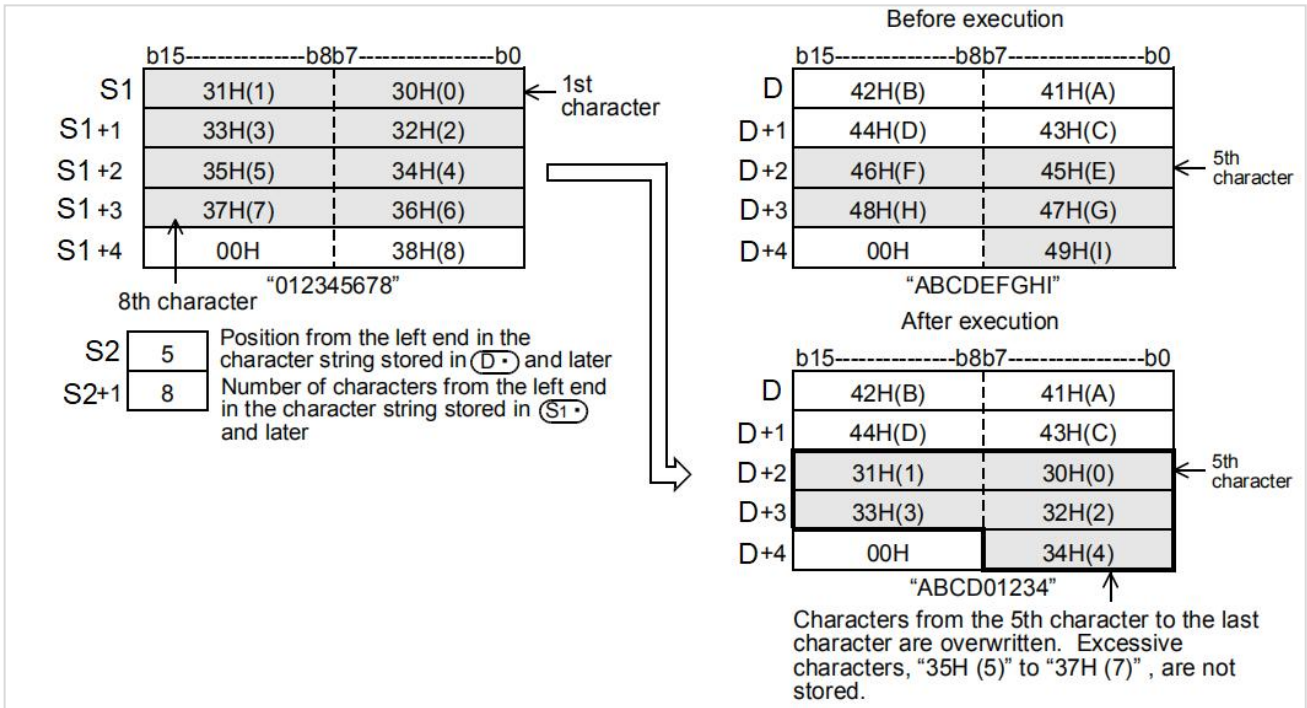 b15---------------b8b7-----------------b0
S1 31H(1) 30H(0)
1st
character
S1+1 33H(3) 32H(2)
S1+2 35H(5) 34H(4)
S1+3 37H(7) 36H(6)
S1+4 00H 38H(8)
“012345678”
8th character
S2 5
Position from the left end in the
character string stored in D· and later
S2+1 8
Number of characters from the left end
in the character string stored in S1·
and later
Before execution
b15---------------b8b7-----------------b0
D 42H(B) 41H(A)
D+1 44H(D) 43H(C)
D+2 46H(F) 45H(E)
5th
character
D+3 48H(H) 47H(G)
D+4 00H 49H(I)
“ABCDEFGHI”
After execution
b15---------------b8b7-----------------b0
D 42H(B) 41H(A)
D+1 44H(D) 43H(C)
D+2 31H(1) 30H(0)
5th
character
D+3 33H(3) 32H(2)
D+4 00H 34H(4)
“ABCD01234”
Characters from the 5th character to the last
character are overwritten. Excessive
characters, “35H (5)” to “37H (7)” , are not
stored.